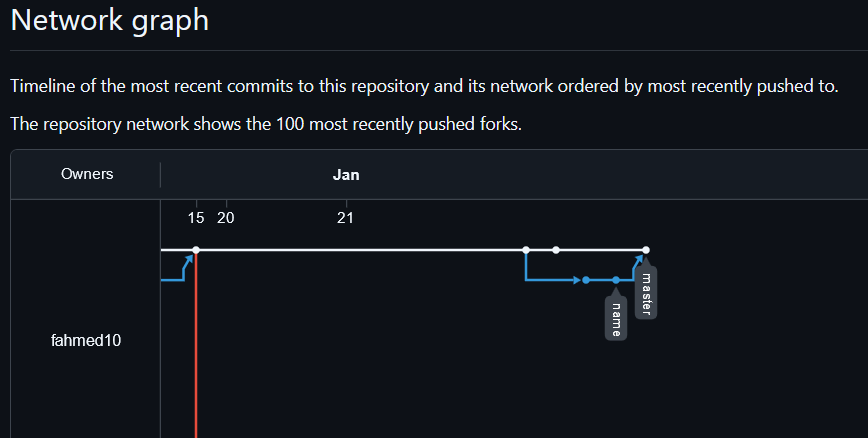 Network graph
Timeline of the most recent commits to this repository and its network ordered by most recently pushed to.
The repository network shows the 100 most recently pushed forks.
Owners
Jan
15 20 21
master
name
fahmed10